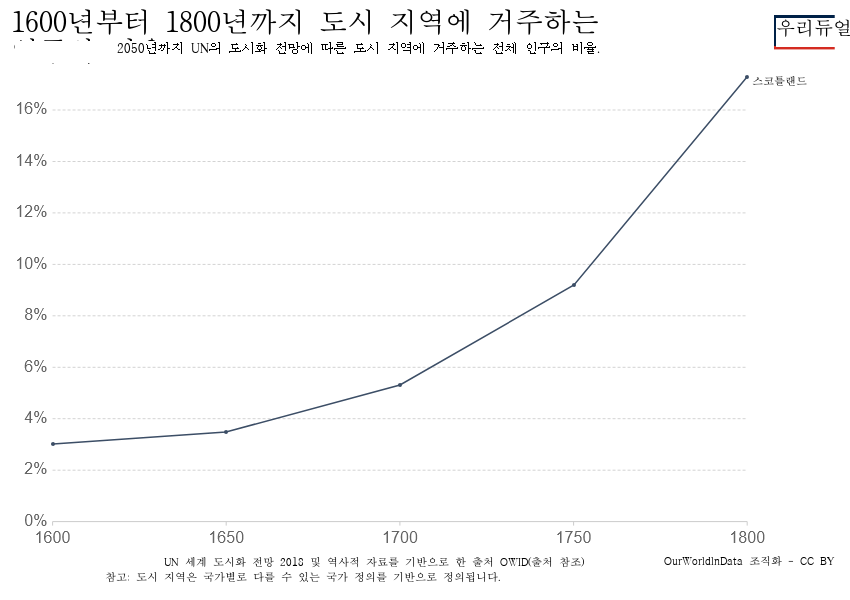 1600년부터 1800년까지 도시 지역에 거주하는
2050년까지 UN의 도시화 전망에 따른 도시 지역에 거주하는 전체 인구의 비율.
우리듀얼
스코틀랜드
16%
14%
12%
10%
8%
6%
4%
2%
0%
1600 1650 1700 1750 1800
UN 세계 도시화 전망 2018 및 역사적 자료를 기반으로 한 출처 OWID(출처 참조)
OurWorldInData 조직화 - CC BY
참고: 도시 지역은 국가별로 다를 수 있는 국가 정의를 기반으로 정의됩니다.